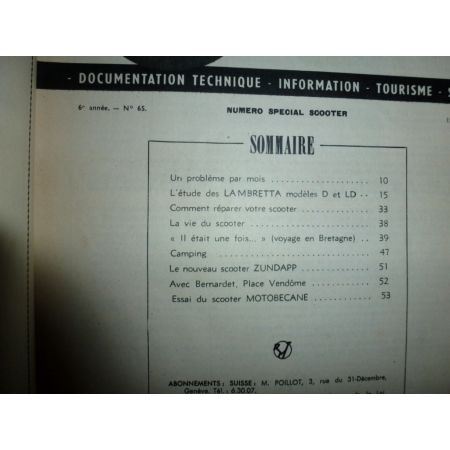 - DOCUMENTATION TECHNIQUE - INFORMATION - TOURISME - S
6e année. — N° 65.
NUMERO SPECIAL SCOOTER
SOMMAIRE
Un problème par mois .................. 10
L'étude des LAMBRETTA modèles D et LD .. 15
Comment réparer votre scooter ............ 33
La vie du scooter ........................ 38
« Il était une fois... » (voyage en Bretagne) .. 39
Camping ................................ 47
Le nouveau scooter ZUNDAPP ............ 51
Avec Bernardet, Place Vendôme .......... 52
Essai du scooter MOTOBECANE .......... 53
ABONNEMENTS: SUISSE: M. POILLOT, 3, rue du 31-Décembre,
Genève. Tél.: 6.30.07.